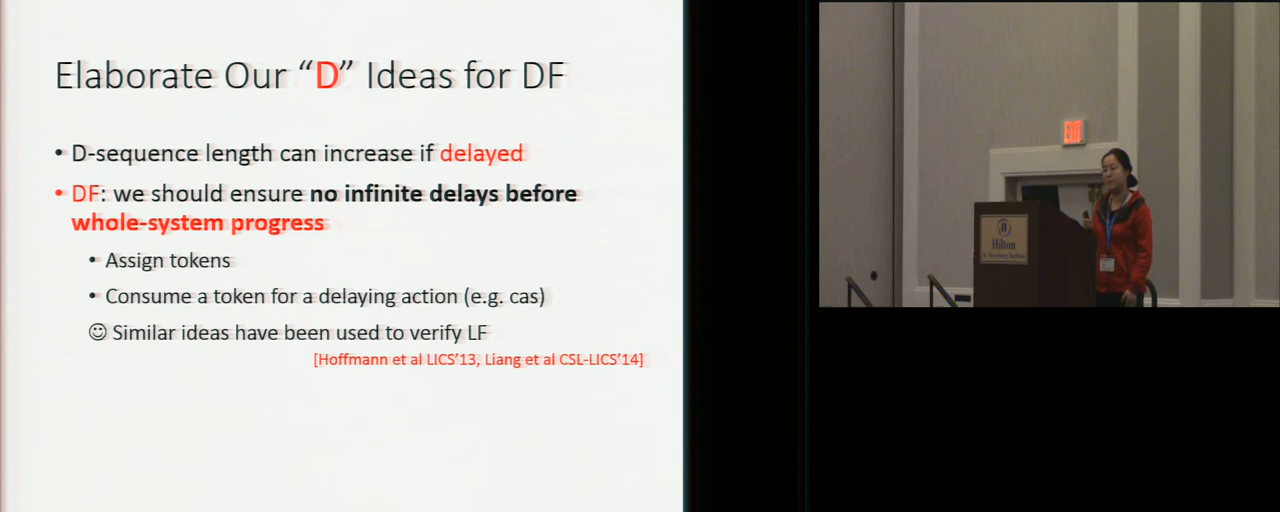 Elaborate Our “D” Ideas for DF
• D-sequence length can increase if delayed
• DF: we should ensure no infinite delays before
whole-system progress
• Assign tokens
• Consume a token for a delaying action (e.g. cas)
☺ Similar ideas have been used to verify LF
[Hoffmann et al LICS’13, Liang et al CSL-LICS’14]
Hilton